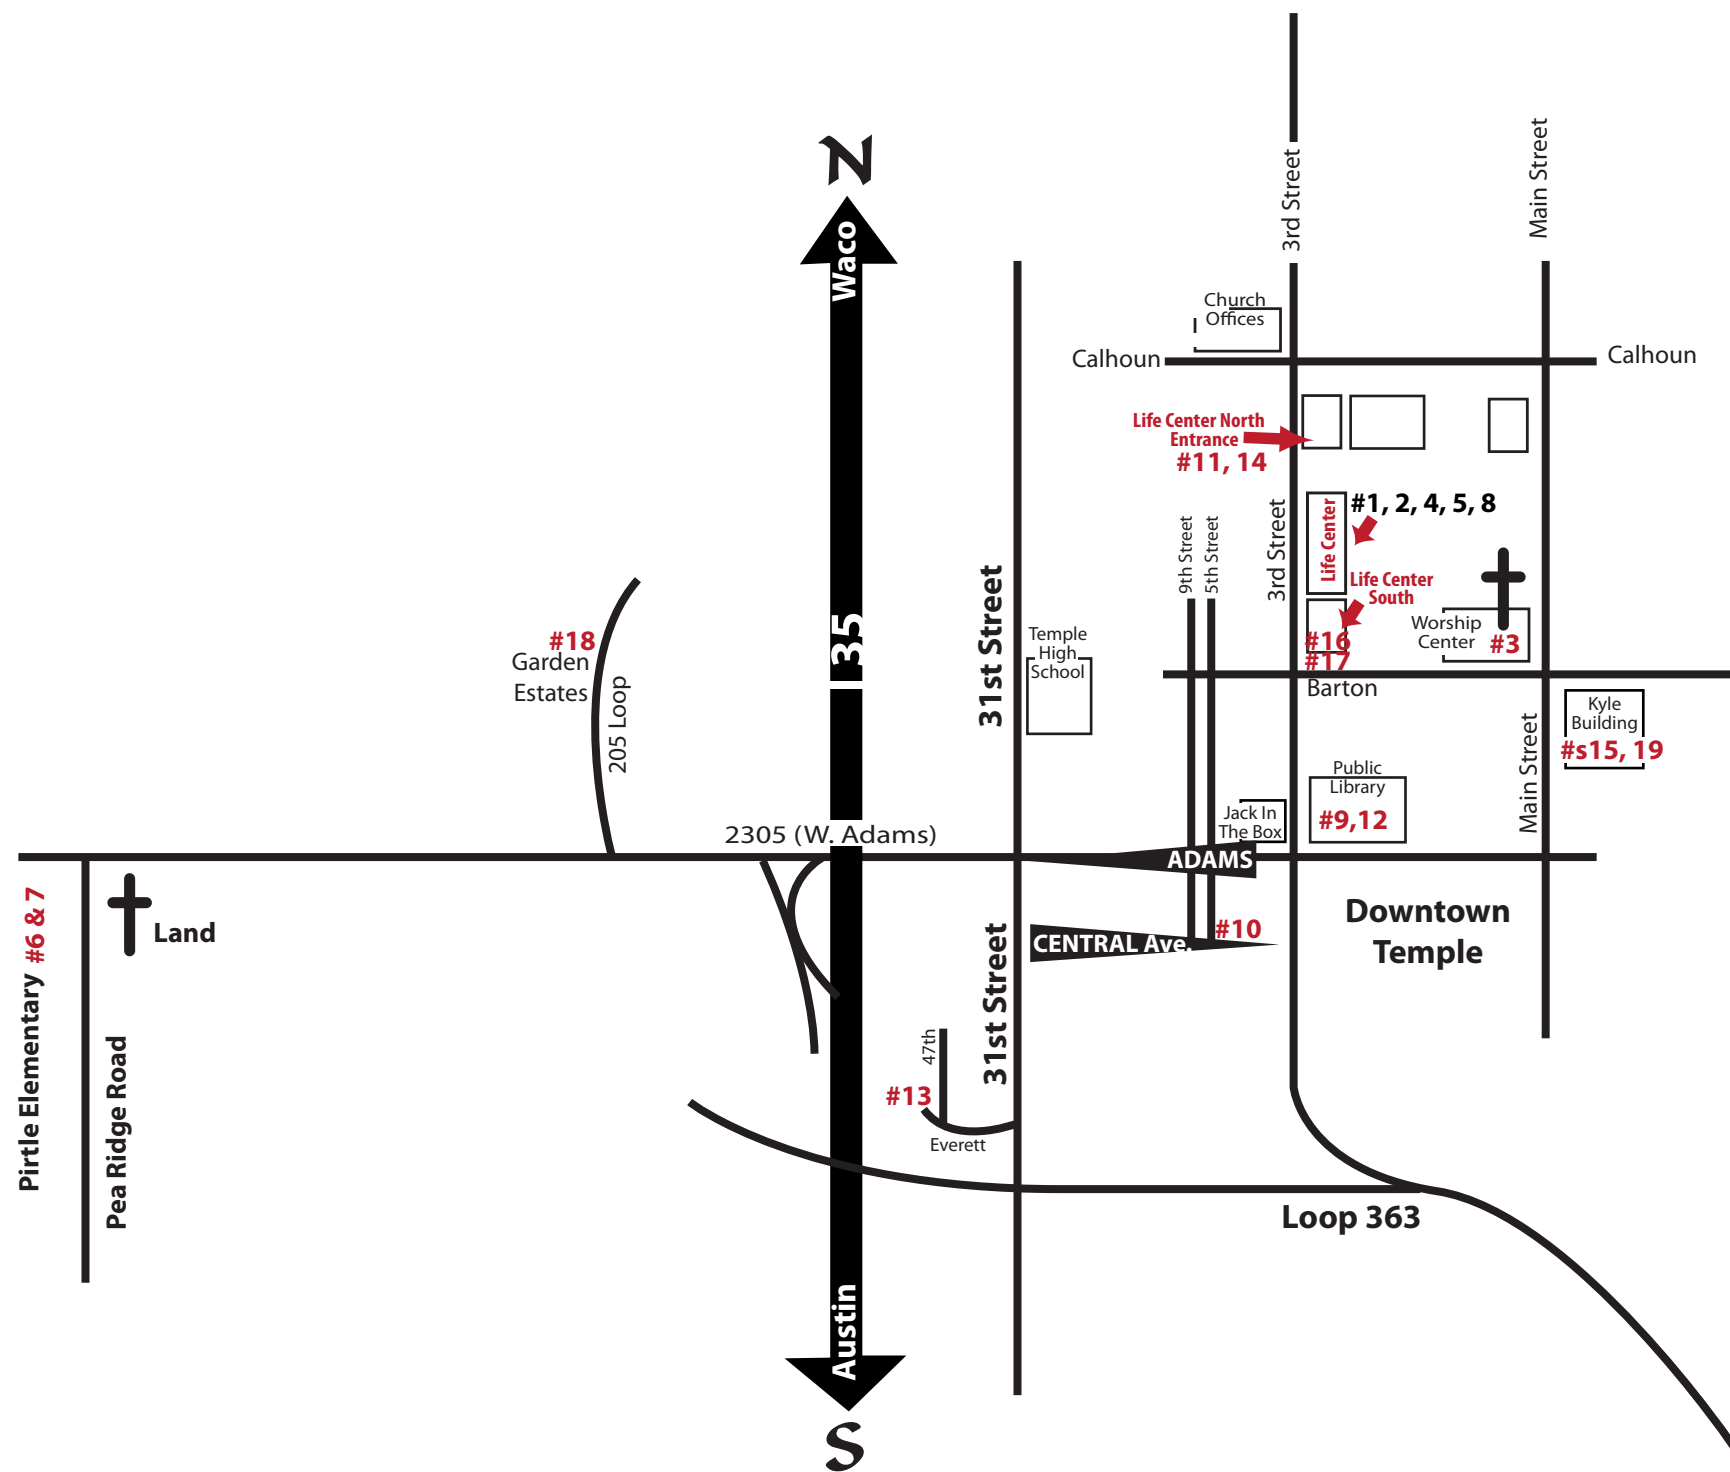 N
Waco
I 35
Austin
S
3rd Street
Main Street
Church
Offices
Calhoun
Calhoun
Life Center North
Entrance
#11, 14
#1, 2, 4, 5, 8
Life Center
Life Center
South
3rd Street
9th Street
5th Street
31st Street
Temple
High
School
#16
#17
Worship
Center
#3
Barton
Kyle
Building
#s15, 19
Main Street
Public
Library
#9,12
Jack In
The Box
#18
Garden
Estates
205 Loop
2305 (W. Adams)
ADAMS
Downtown
Temple
#10
CENTRAL Ave.
31st Street
Land
Pirtle Elementary #6 & 7
Pea Ridge Road
47th
#13
Everett
Loop 363